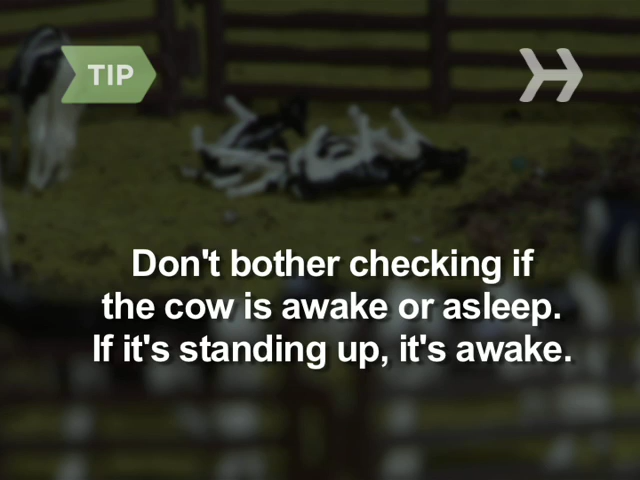 TIP
Don't bother checking if
the cow is awake or asleep.
If it's standing up, it's awake.